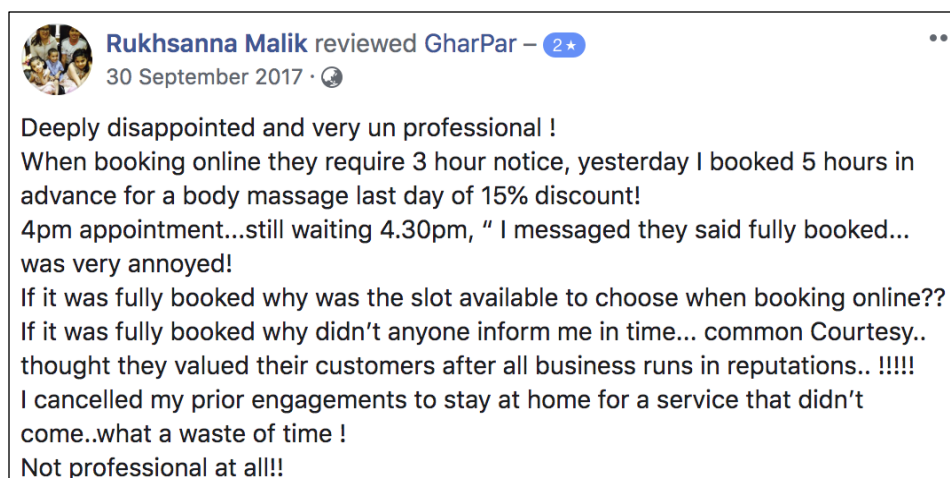 Rukhsanna Malik reviewed GharPar – 2★
30 September 2017 ·
Deeply disappointed and very un professional !
When booking online they require 3 hour notice, yesterday I booked 5 hours in
advance for a body massage last day of 15% discount!
4pm appointment...still waiting 4.30pm, “ I messaged they said fully booked...
was very annoyed!
If it was fully booked why was the slot available to choose when booking online??
If it was fully booked why didn’t anyone inform me in time... common Courtesy..
thought they valued their customers after all business runs in reputations.. !!!!!
I cancelled my prior engagements to stay at home for a service that didn’t
come..what a waste of time !
Not professional at all!!